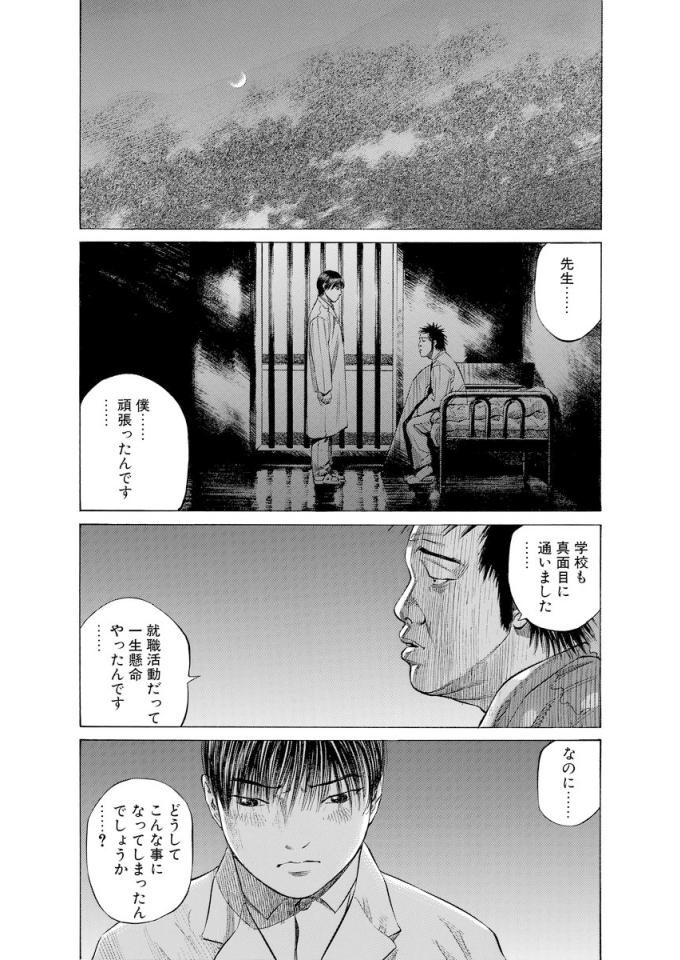 先生……
僕……
頑張ったんです
……
学校も
真面目に
通いました
……
就職活動だって
一生懸命
やったんです
……
なのに……
どうして
こんな事に
なってしまったん
でしょうか
……？